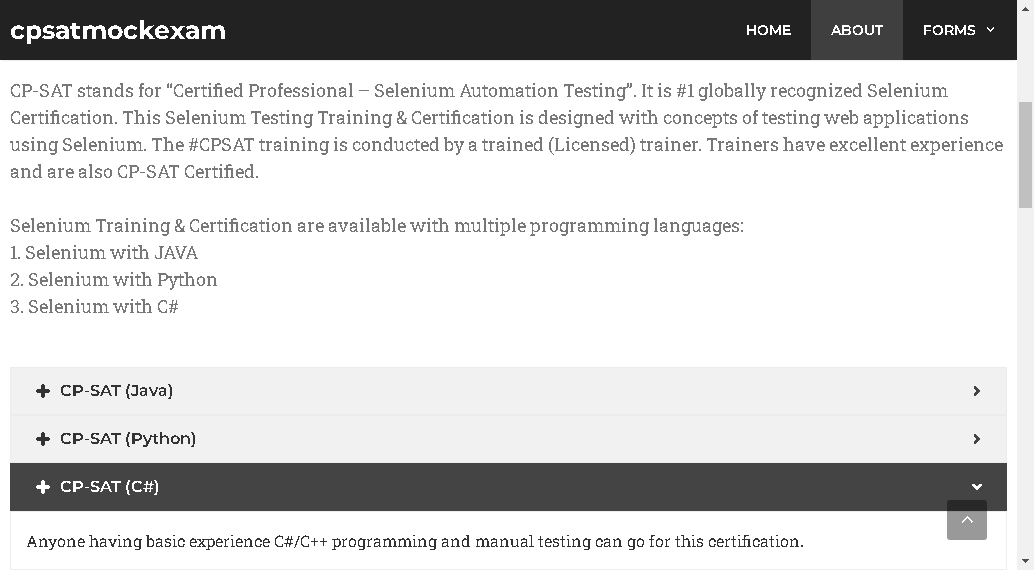 cpsatmockexam
HOME
ABOUT
FORMS
CP-SAT stands for “Certified Professional – Selenium Automation Testing”. It is #1 globally recognized Selenium
Certification. This Selenium Testing Training & Certification is designed with concepts of testing web applications
using Selenium. The #CPSAT training is conducted by a trained (Licensed) trainer. Trainers have excellent experience
and are also CP-SAT Certified.
Selenium Training & Certification are available with multiple programming languages:
1. Selenium with JAVA
2. Selenium with Python
3. Selenium with C#
CP-SAT (Java)
CP-SAT (Python)
CP-SAT (C#)
Anyone having basic experience C#/C++ programming and manual testing can go for this certification.